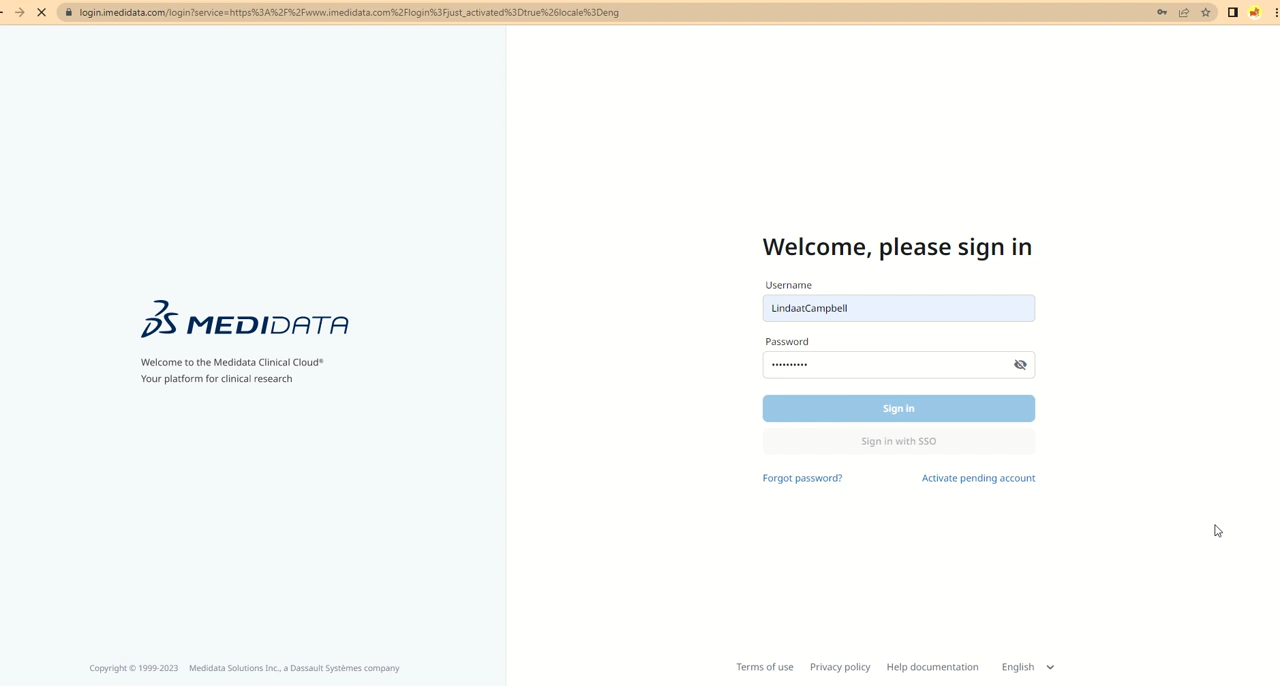 login.imedidata.com/login?service=https%3A%2F%2Fwww.imedidata.com%2Flogin%3Fjust_activated%3Dtrue%26locale%3Deng
Welcome, please sign in
Username
LindaatCampbell
Password
••••••••••
Sign in
Sign in with SSO
Forgot password? Activate pending account
MEDIDATA
Welcome to the Medidata Clinical Cloud®
Your platform for clinical research
Copyright © 1999-2023 Medidata Solutions Inc., a Dassault Systèmes company
Terms of use Privacy policy Help documentation English